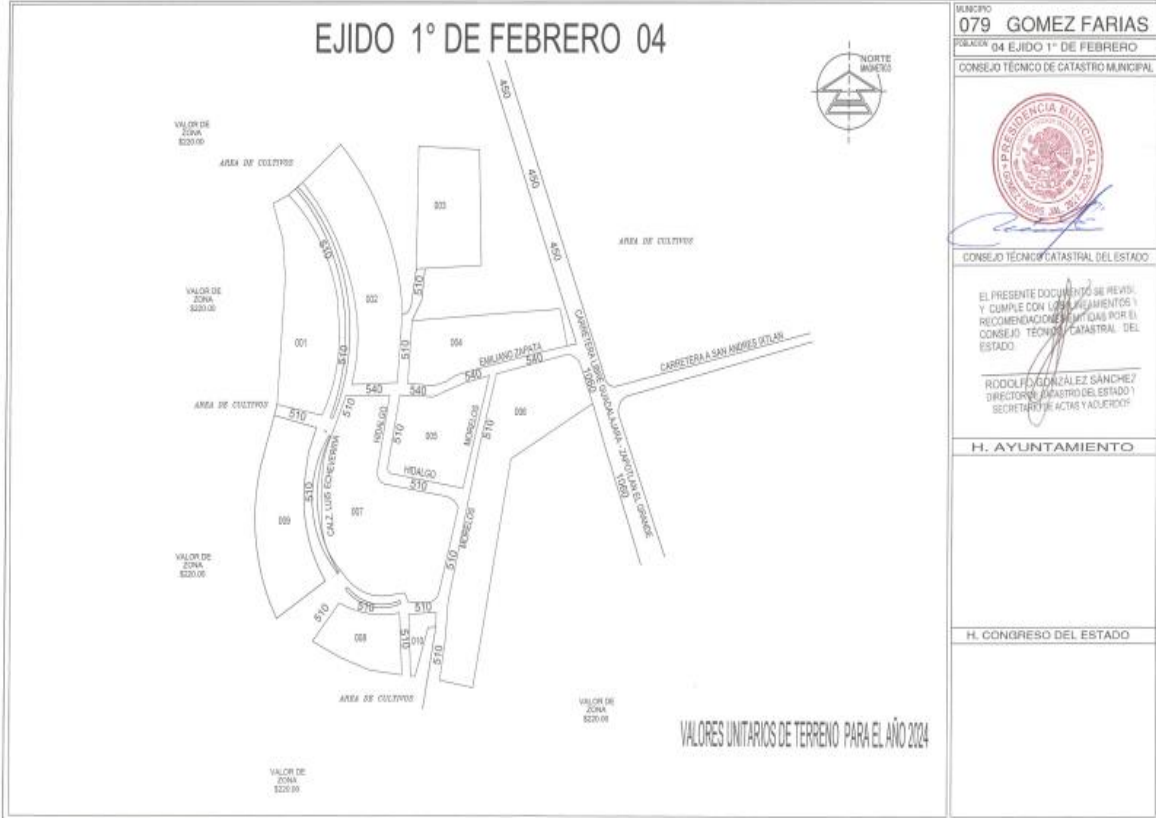 EJIDO 1° DE FEBRERO 04
NORTE
MAGNETICO
VALOR DE
ZONA
$220.00
AREA DE CULTIVOS
450
450
450
003
AREA DE CULTIVOS
510
510
002
VALOR DE
ZONA
$220.00
001
510
510
004
CARRETERA LIBRE GUADALAJARA - ZAPOTLAN EL GRANDE
EMILIANO ZAPATA
540
540
540
540
CARRETERA A SAN ANDRES IXTLAN
1060
1060
AREA DE CULTIVOS
510
510
HIDALGO
510
005
MORELOS
510
006
HIDALGO
510
CALZ. LUIS ECHEVERRIA
510
007
009
MORELOS
510
VALOR DE
ZONA
$220.00
510
510
510
008
510
010
510
AREA DE CULTIVOS
VALOR DE
ZONA
$220.00
VALORES UNITARIOS DE TERRENO PARA EL AÑO 2024
VALOR DE
ZONA
$220.00
MUNICIPIO
079 GOMEZ FARIAS
POBLACION 04 EJIDO 1° DE FEBRERO
CONSEJO TÉCNICO DE CATASTRO MUNICIPAL
PRESIDENCIA MUNICIPAL
GOMEZ FARIAS, JAL.
CONSEJO TÉCNICO CATASTRAL DEL ESTADO
EL PRESENTE DOCUMENTO SE REVISÓ
Y CUMPLE CON LOS LINEAMIENTOS Y
RECOMENDACIONES EMITIDAS POR EL
CONSEJO TÉCNICO CATASTRAL DEL
ESTADO.
RODOLFO GONZÁLEZ SÁNCHEZ
DIRECTOR DE CATASTRO DEL ESTADO Y
SECRETARIO DE ACTAS Y ACUERDOS
H. AYUNTAMIENTO
H. CONGRESO DEL ESTADO